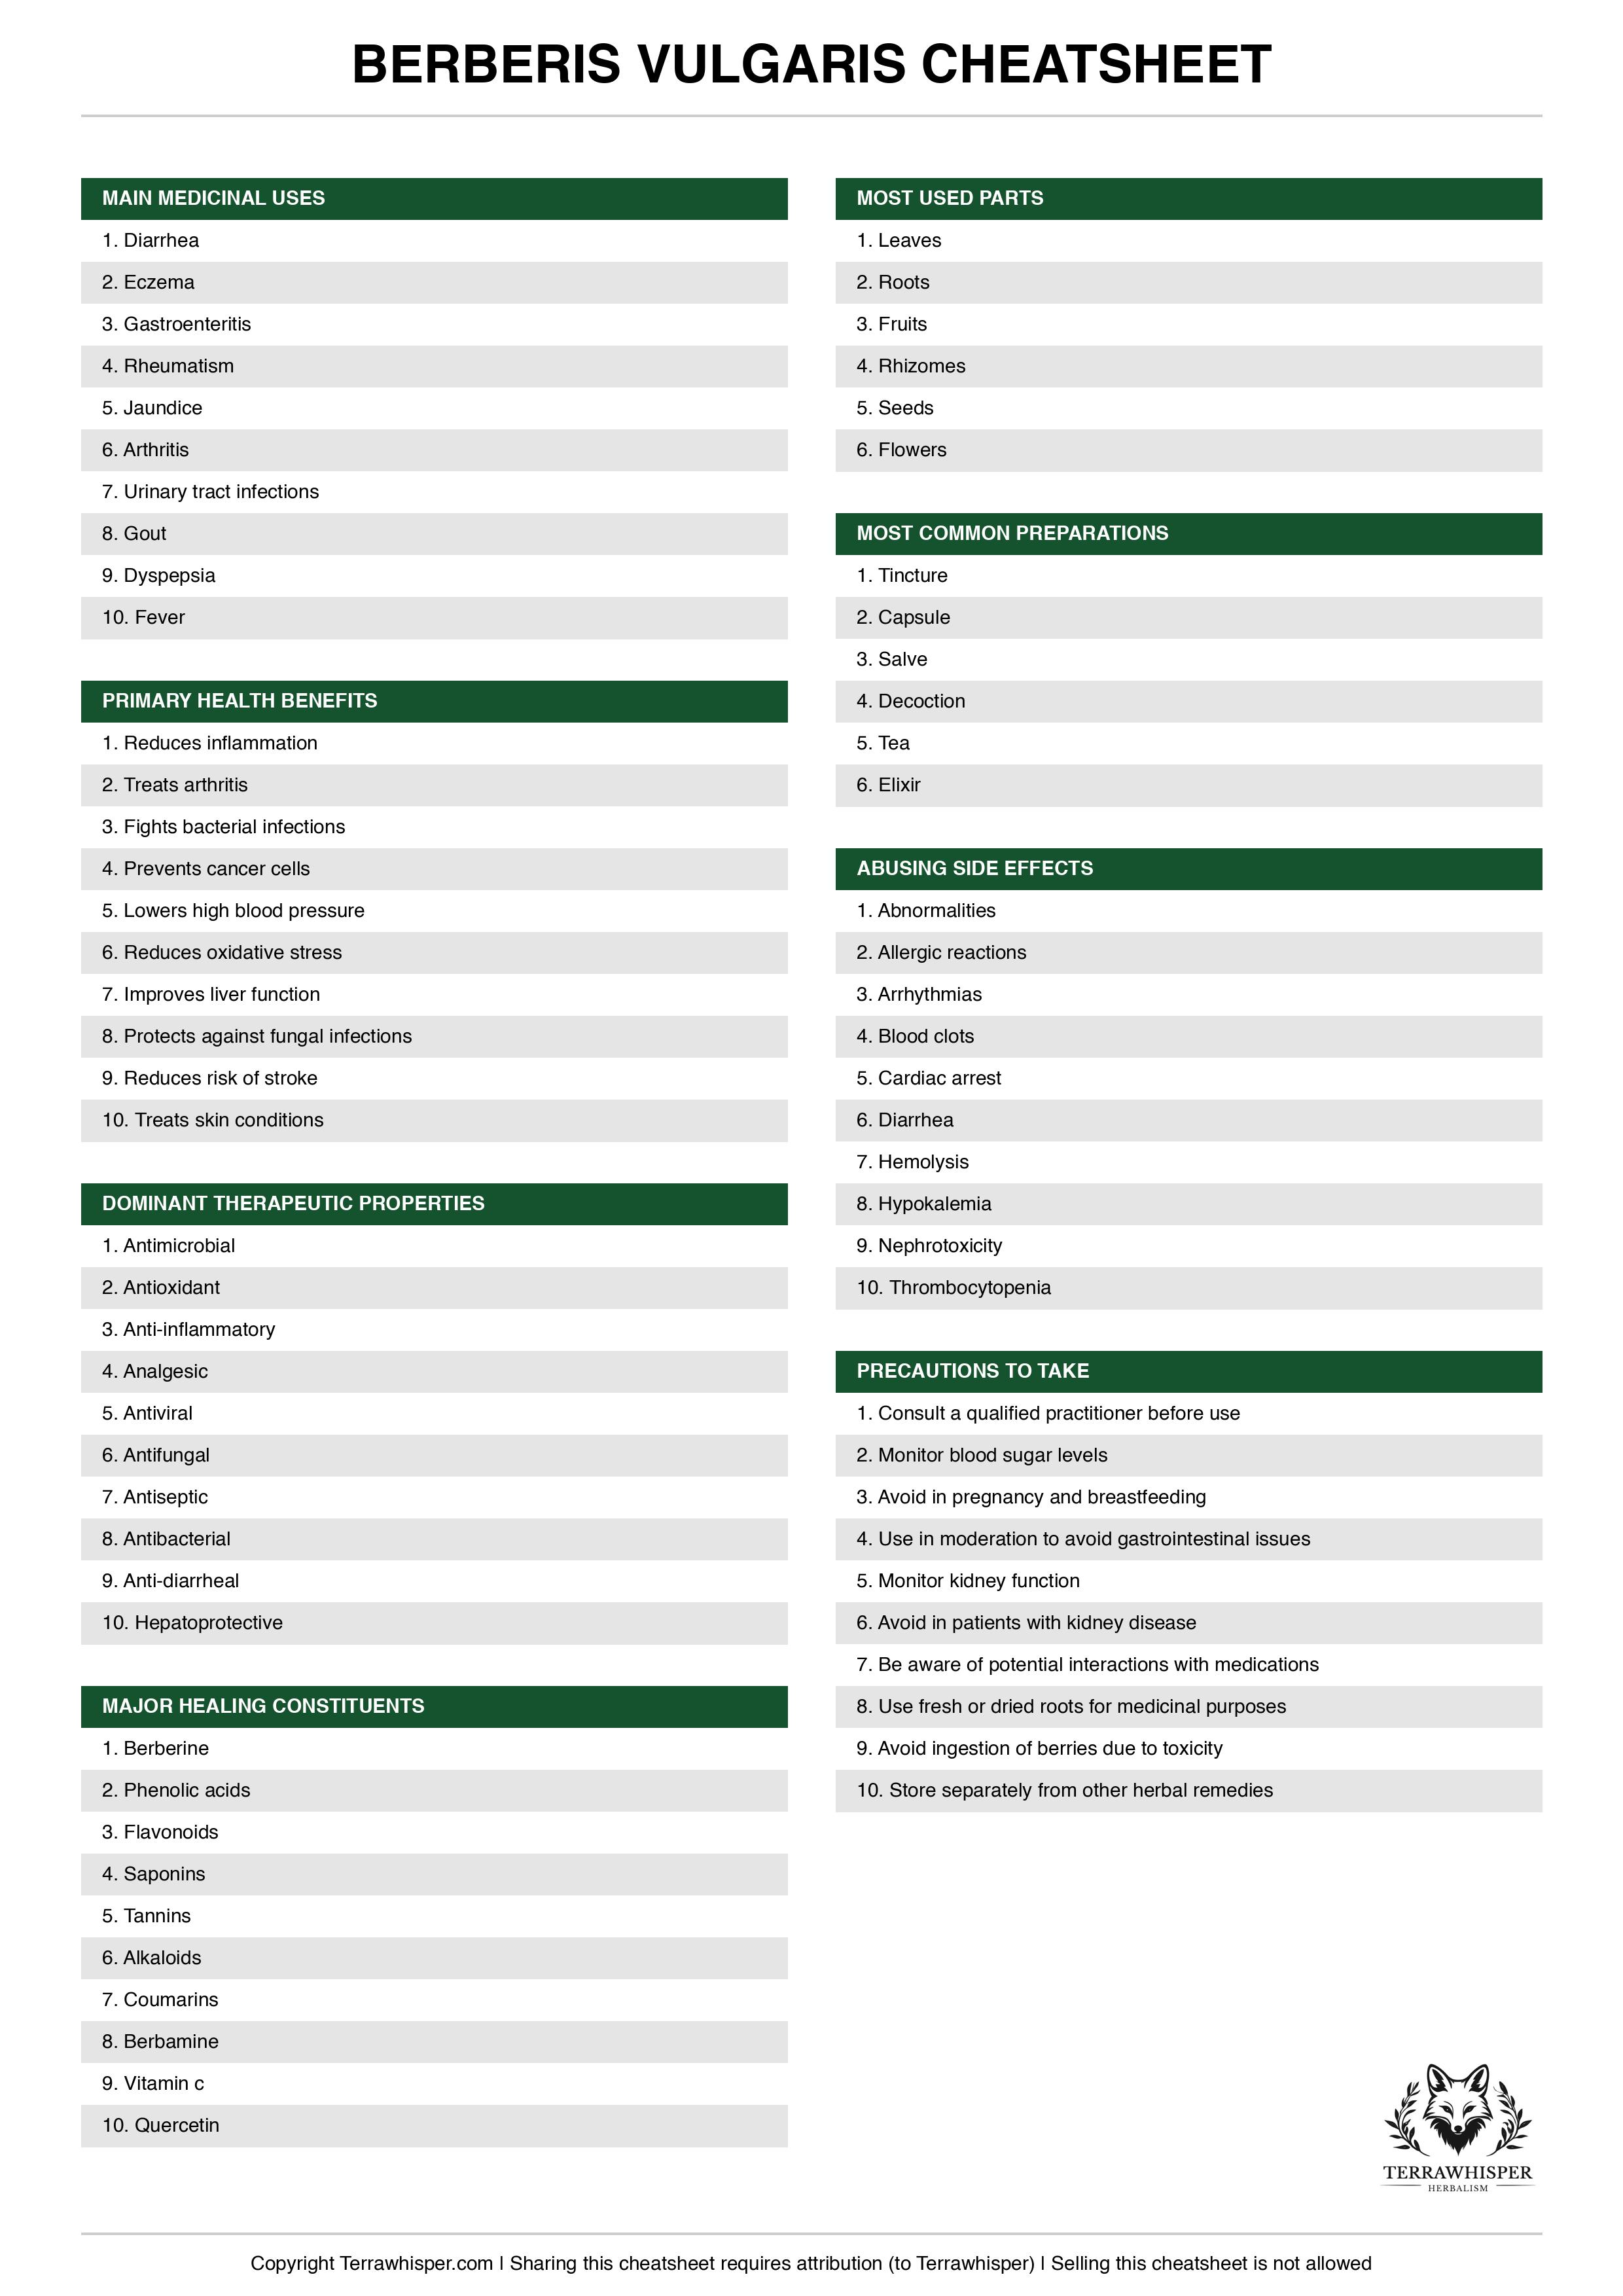 BERBERIS VULGARIS CHEATSHEET
MAIN MEDICINAL USES
1. Diarrhea
2. Eczema
3. Gastroenteritis
4. Rheumatism
5. Jaundice
6. Arthritis
7. Urinary tract infections
8. Gout
9. Dyspepsia
10. Fever
PRIMARY HEALTH BENEFITS
1. Reduces inflammation
2. Treats arthritis
3. Fights bacterial infections
4. Prevents cancer cells
5. Lowers high blood pressure
6. Reduces oxidative stress
7. Improves liver function
8. Protects against fungal infections
9. Reduces risk of stroke
10. Treats skin conditions
DOMINANT THERAPEUTIC PROPERTIES
1. Antimicrobial
2. Antioxidant
3. Anti-inflammatory
4. Analgesic
5. Antiviral
6. Antifungal
7. Antiseptic
8. Antibacterial
9. Anti-diarrheal
10. Hepatoprotective
MAJOR HEALING CONSTITUENTS
1. Berberine
2. Phenolic acids
3. Flavonoids
4. Saponins
5. Tannins
6. Alkaloids
7. Coumarins
8. Berbamine
9. Vitamin c
10. Quercetin
MOST USED PARTS
1. Leaves
2. Roots
3. Fruits
4. Rhizomes
5. Seeds
6. Flowers
MOST COMMON PREPARATIONS
1. Tincture
2. Capsule
3. Salve
4. Decoction
5. Tea
6. Elixir
ABUSING SIDE EFFECTS
1. Abnormalities
2. Allergic reactions
3. Arrhythmias
4. Blood clots
5. Cardiac arrest
6. Diarrhea
7. Hemolysis
8. Hypokalemia
9. Nephrotoxicity
10. Thrombocytopenia
PRECAUTIONS TO TAKE
1. Consult a qualified practitioner before use
2. Monitor blood sugar levels
3. Avoid in pregnancy and breastfeeding
4. Use in moderation to avoid gastrointestinal issues
5. Monitor kidney function
6. Avoid in patients with kidney disease
7. Be aware of potential interactions with medications
8. Use fresh or dried roots for medicinal purposes
9. Avoid ingestion of berries due to toxicity
10. Store separately from other herbal remedies
TERRAWHISPER
HERBALISM
Copyright Terrawhisper.com | Sharing this cheatsheet requires attribution (to Terrawhisper) | Selling this cheatsheet is not allowed